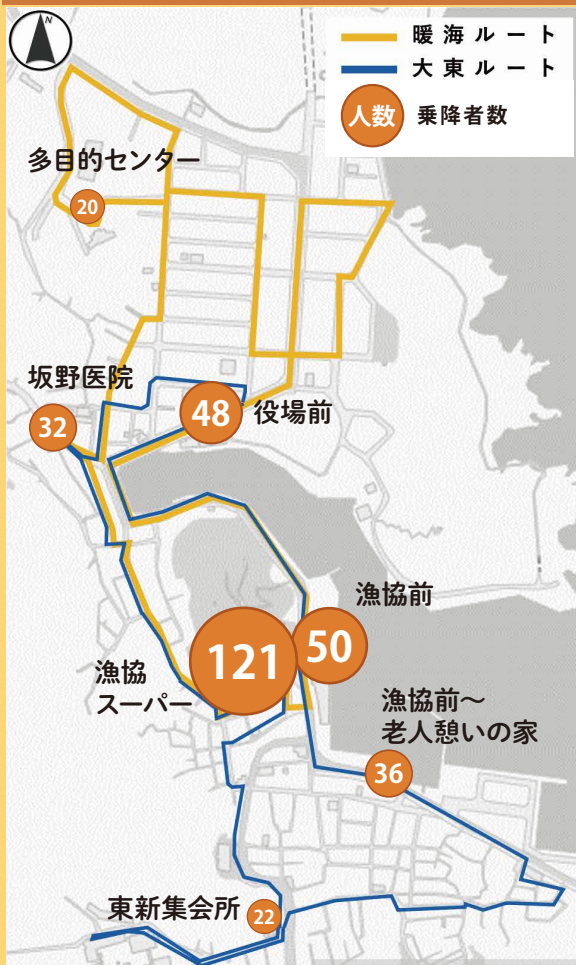 暖海ルート
大東ルート
人数 乗降者数
多目的センター
20
坂野医院
32
48 役場前
漁協前
121 50
漁協
スーパー
漁協前～
老人憩いの家
36
東新集会所 22